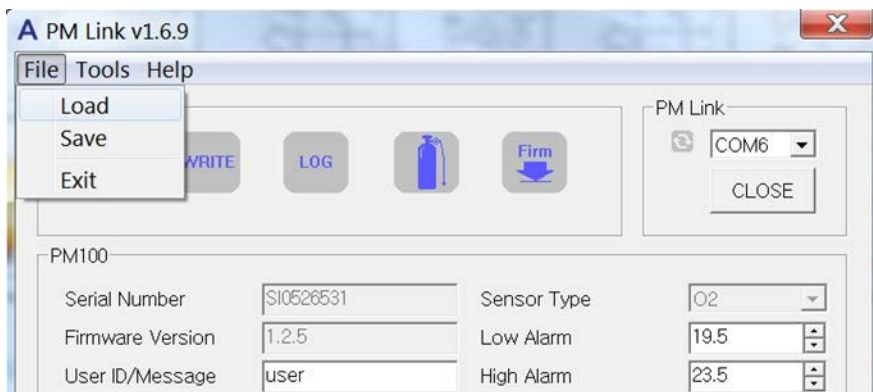 A PM Link v1.6.9
File Tools Help
Load
Save
Exit
WRITE
LOG
Firm
PM Link
COM6
CLOSE
PM100
Serial Number SI0526531 Sensor Type O2
Firmware Version 1.2.5 Low Alarm 19.5
User ID/Message user High Alarm 23.5